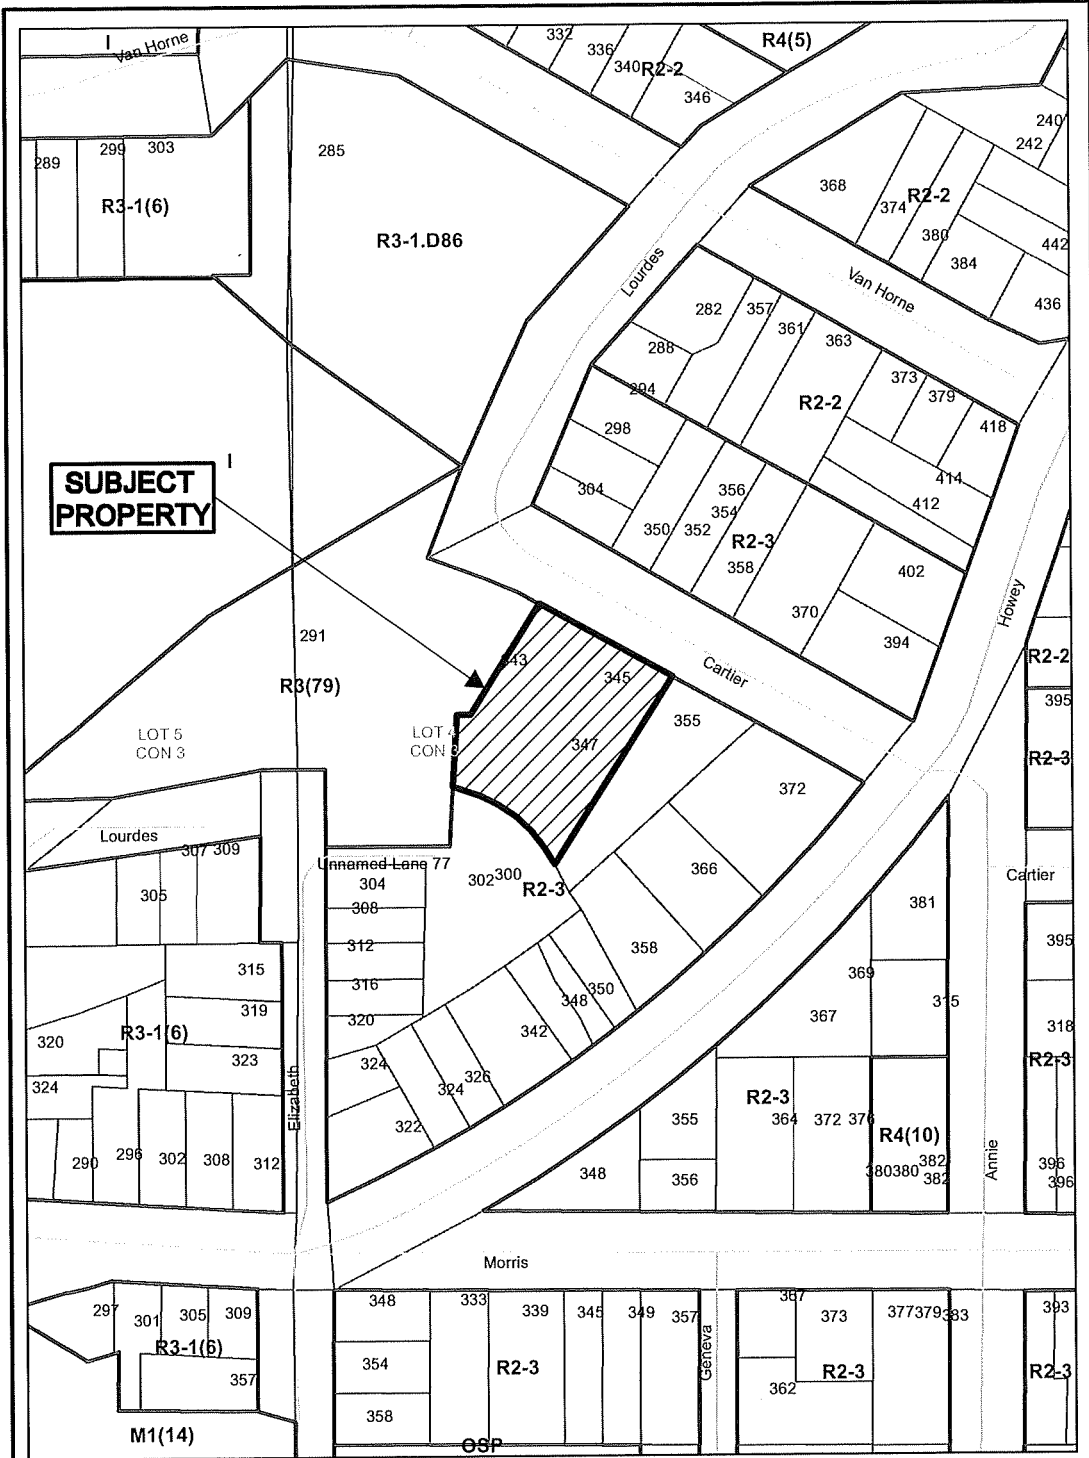 I
Van Horne
332
336
340
R2-2
346
R4(5)
240
242
289
299
303
285
R3-1(6)
R3-1.D86
368
374
R2-2
380
384
442
436
Lourdes
Van Horne
282
357
361
363
288
294
373
379
R2-2
418
298
414
412
304
356
354
350
352
R2-3
358
402
370
394
Howey
I
SUBJECT
PROPERTY
291
R3(79)
343
345
Cartier
R2-2
395
LOT 5
CON 3
LOT 4
CON 3
347
355
R2-3
372
Lourdes
307
309
Unnamed Lane 77
304
302
300
R2-3
366
Cartier
305
308
381
312
358
395
315
316
350
348
369
315
319
320
342
367
318
320
R3-1(6)
323
324
326
324
324
R2-3
R2-3
322
355
364
372
376
R4(10)
Elizabeth
290
296
302
308
312
348
356
380
380
382
382
Annie
396
396
Morris
297
301
305
309
348
333
339
345
349
357
367
373
377
379
383
393
R3-1(6)
354
R2-3
Geneva
R2-3
R2-3
357
358
362
M1(14)
OSP